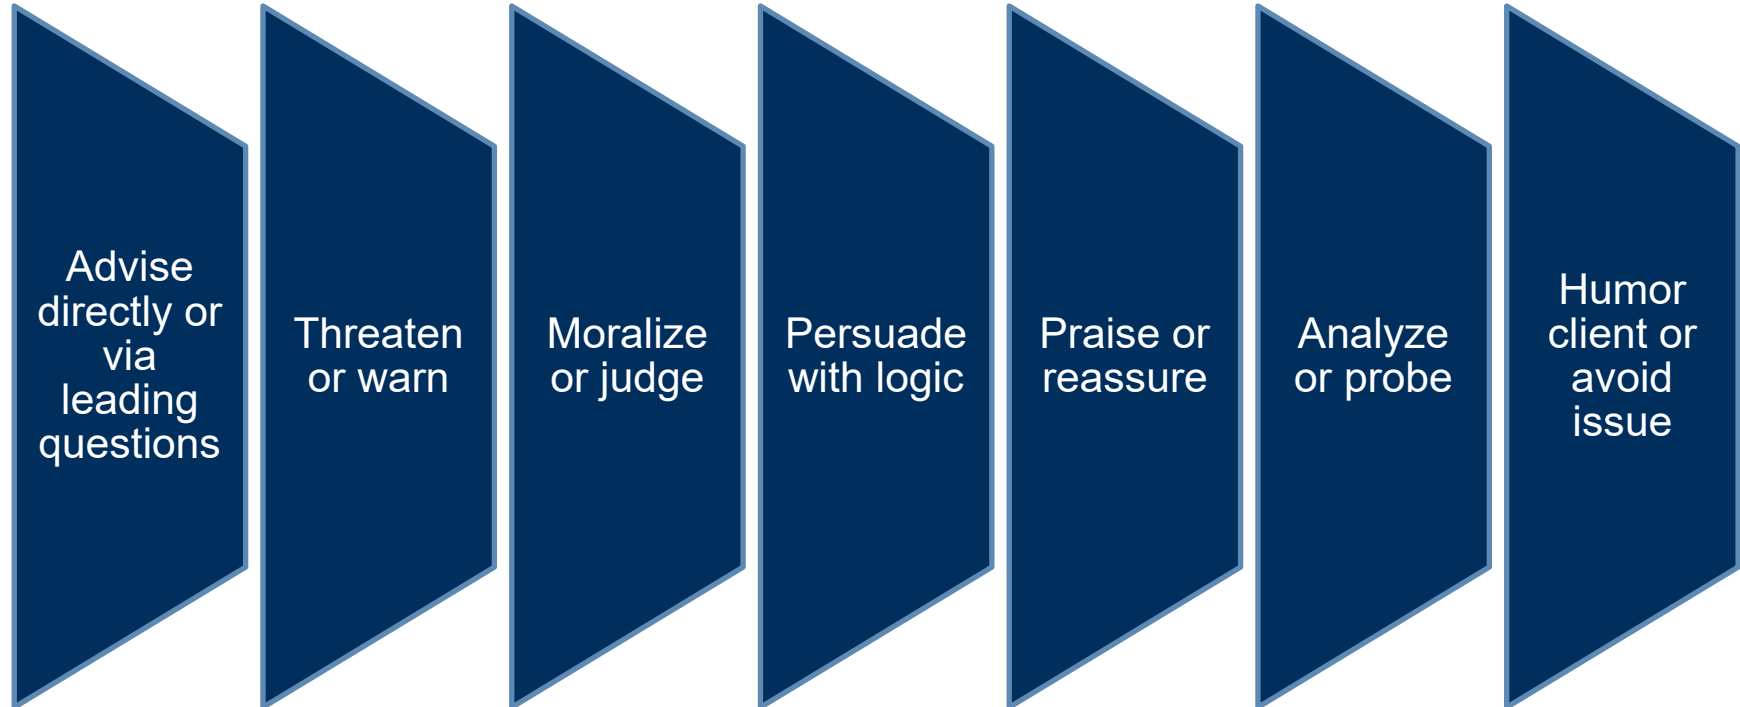 Advise
directly or
via
leading
questions
Threaten
or warn
Moralize
or judge
Persuade
with logic
Praise or
reassure
Analyze
or probe
Humor
client or
avoid
issue